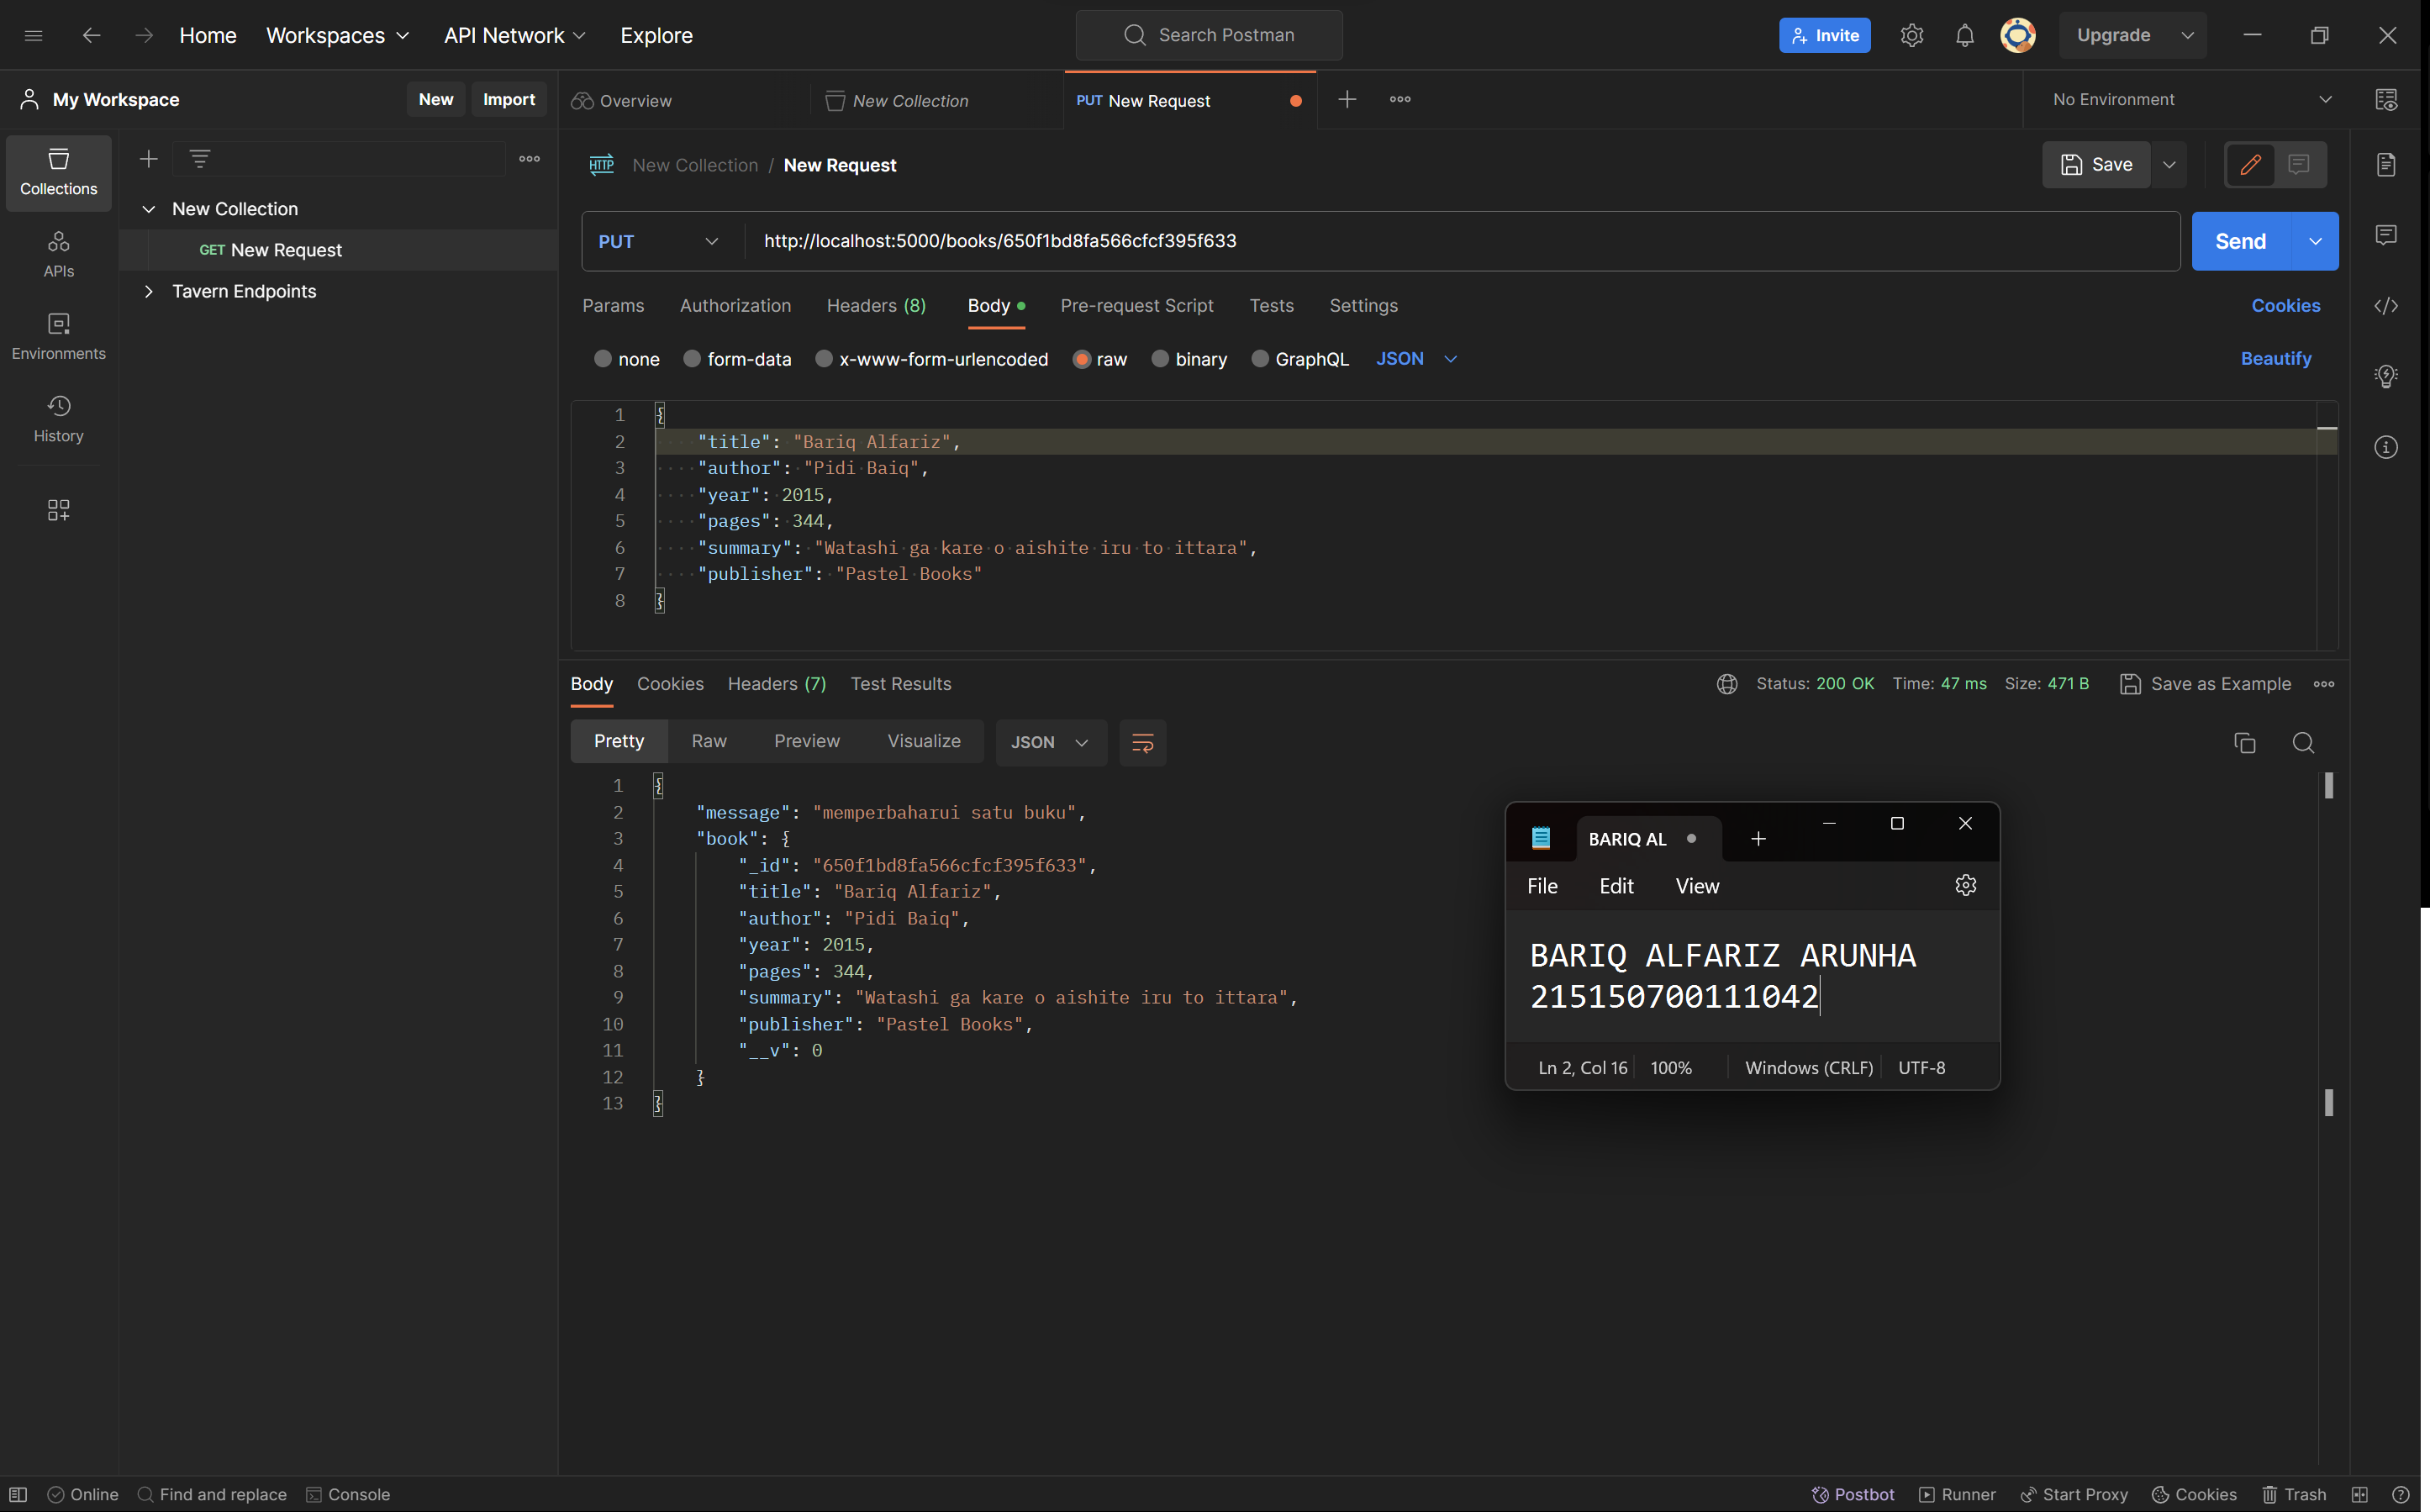 Home Workspaces API Network Explore Search Postman Invite Upgrade
My Workspace New Import Overview New Collection PUT New Request No Environment
Collections
APIs
Environments
History
New Collection
GET New Request
Tavern Endpoints
HTTP New Collection / New Request Save
PUT http://localhost:5000/books/650f1bd8fa566cfcf395f633 Send
Params Authorization Headers (8) Body Pre-request Script Tests Settings Cookies
none form-data x-www-form-urlencoded raw binary GraphQL JSON Beautify
1 {
2 "title": "Bariq Alfariz",
3 "author": "Pidi Baiq",
4 "year": 2015,
5 "pages": 344,
6 "summary": "Watashi ga kare o aishite iru to ittara",
7 "publisher": "Pastel Books"
8 }
Body Cookies Headers (7) Test Results Status: 200 OK Time: 47 ms Size: 471 B Save as Example
Pretty Raw Preview Visualize JSON
1 {
2 "message": "memperbaharui satu buku",
3 "book": {
4 "_id": "650f1bd8fa566cfcf395f633",
5 "title": "Bariq Alfariz",
6 "author": "Pidi Baiq",
7 "year": 2015,
8 "pages": 344,
9 "summary": "Watashi ga kare o aishite iru to ittara",
10 "publisher": "Pastel Books",
11 "__v": 0
12 }
13 }
BARIQ AL
File Edit View
BARIQ ALFARIZ ARUNHA
215150700111042
Ln 2, Col 16 100% Windows (CRLF) UTF-8
Online Find and replace Console Postbot Runner Start Proxy Cookies Trash